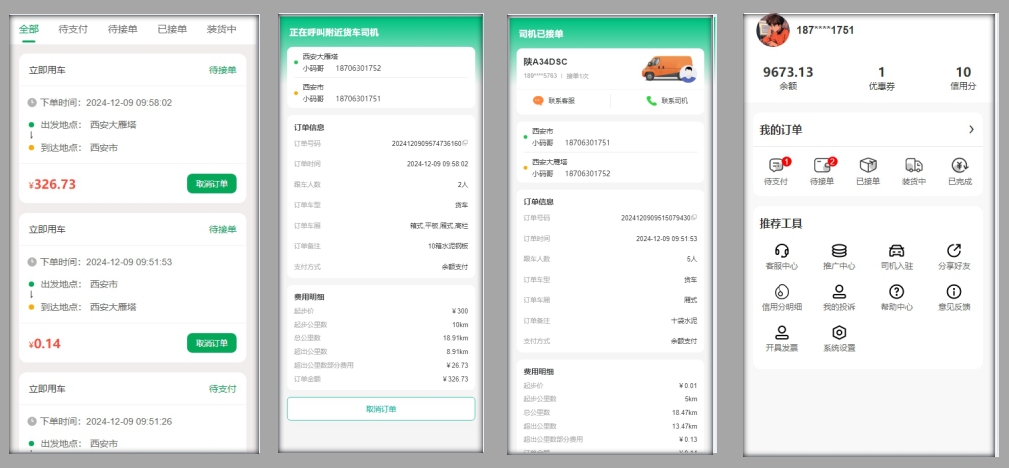 全部 待支付 待接单 已接单 装货中
立即用车 待接单
下单时间： 2024-12-09 09:58:02
出发地点： 西安大雁塔
到达地点： 西安市
¥326.73 取消订单
立即用车 待接单
下单时间： 2024-12-09 09:51:53
出发地点： 西安市
到达地点： 西安大雁塔
¥0.14 取消订单
立即用车 待支付
下单时间： 2024-12-09 09:51:26
出发地点： 西安市
正在呼叫附近货车司机
西安大雁塔
小码哥 18706301752
西安市
小码哥 18706301751
订单信息
订单号码 2024120909574736160
订单时间 2024-12-09 09:58:02
跟车人数 2人
订单车型 货车
订单车厢 箱式,平板,厢式,高栏
订单备注 10箱水泥钢板
支付方式 余额支付
费用明细
起步价 ¥300
起步公里数 10km
总公里数 18.91km
超出公里数 8.91km
超出公里数部分费用 ¥26.73
订单金额 ¥326.73
取消订单
司机已接单
陕A34DSC
189****5763 | 接单1次
联系客服 联系司机
西安市
小码哥 18706301751
西安大雁塔
小码哥 18706301752
订单信息
订单号码 2024120909515079430
订单时间 2024-12-09 09:51:53
跟车人数 5人
订单车型 货车
订单车厢 厢式
订单备注 十袋水泥
支付方式 余额支付
费用明细
起步价 ¥0.01
起步公里数 5km
总公里数 18.47km
超出公里数 13.47km
超出公里数部分费用 ¥0.13
订单金额 ¥0.14
187****1751
9673.13 1 10
余额 优惠券 信用分
我的订单
1 2
待支付 待接单 已接单 装货中 已完成
推荐工具
客服中心 推广中心 司机入驻 分享好友
信用分明细 我的投诉 帮助中心 意见反馈
开具发票 系统设置